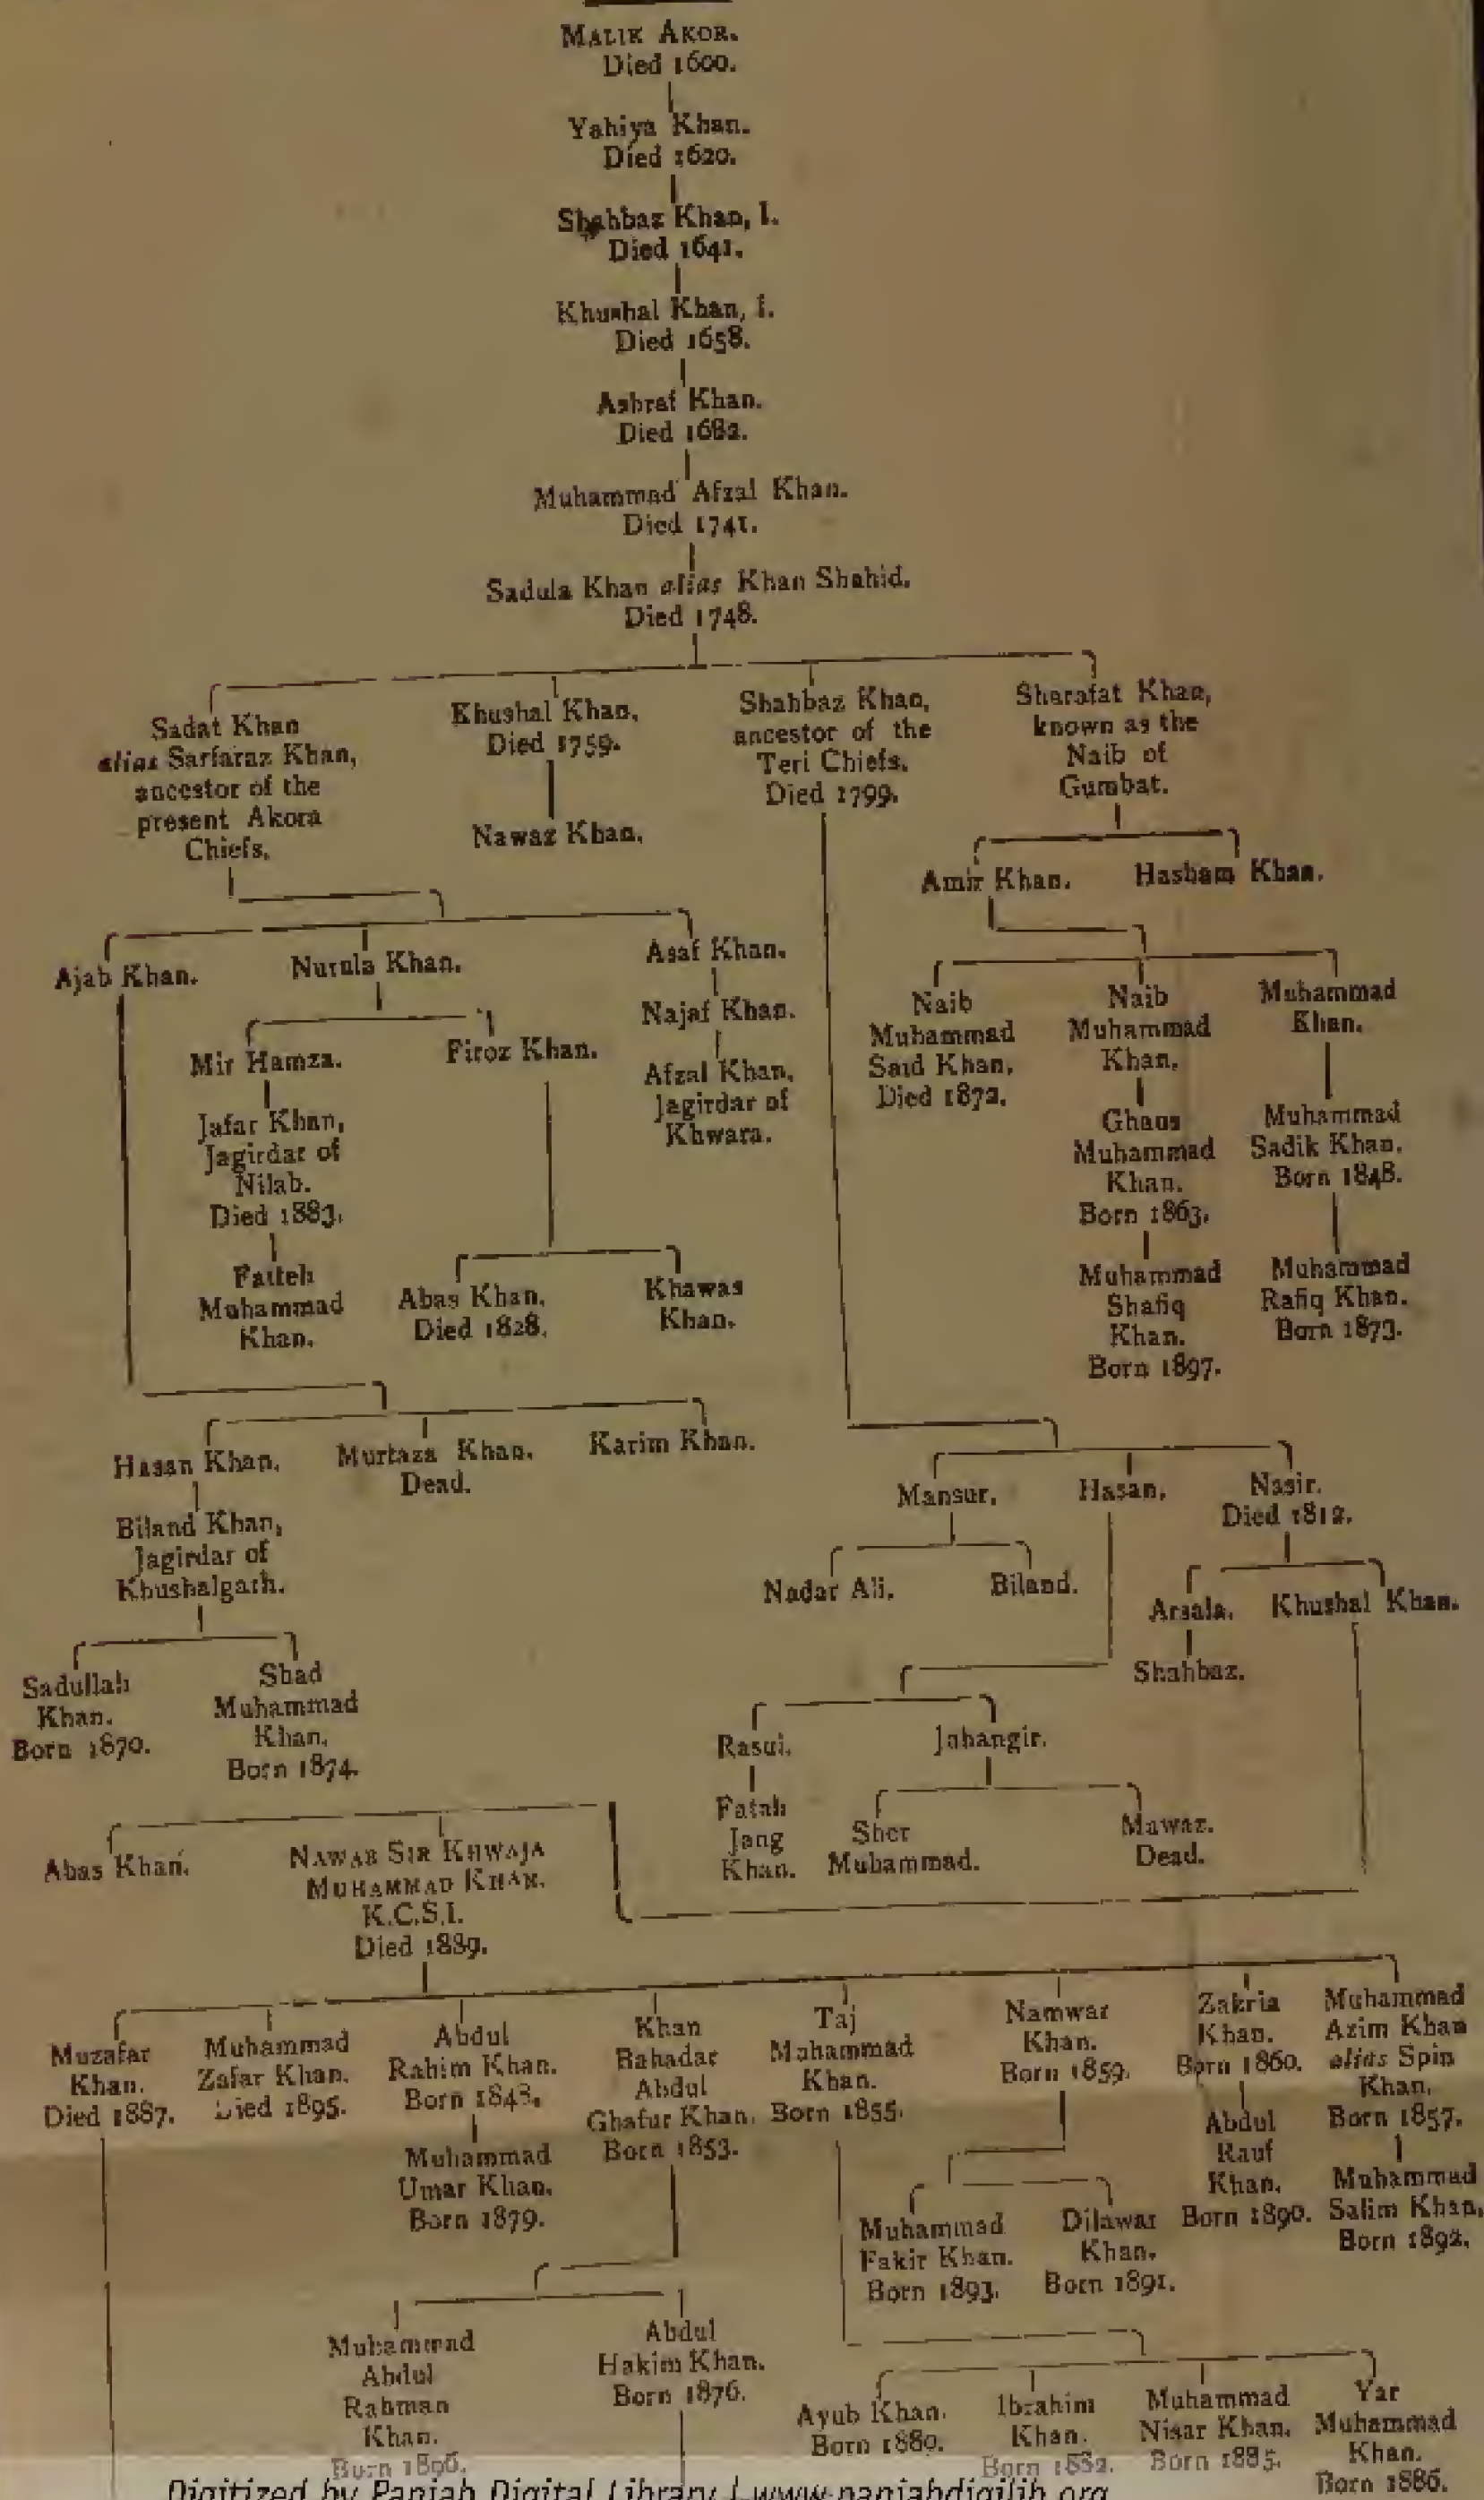 MALIK AKOR.
Died 1600.
Yahiya Khan.
Died 1620.
Shahbaz Khan, I.
Died 1641.
Khushal Khan, I.
Died 1658.
Ashraf Khan.
Died 1682.
Muhammad Afzal Khan.
Died 1741.
Sadula Khan alias Khan Shahid.
Died 1748.
Sadat Khan
alias Sarfaraz Khan,
ancestor of the
present Akora
Chiefs.
Khushal Khan,
Died 1759.
Nawaz Khan.
Shahbaz Khan,
ancestor of the
Teri Chiefs.
Died 1799.
Sharafat Khan,
known as the
Naib of
Gumbat.
Amir Khan.
Hasham Khan.
Ajab Khan.
Nurula Khan.
Asaf Khan.
Najaf Khan.
Afzal Khan,
Jagirdar of
Khwara.
Mir Hamza.
Firoz Khan.
Jafar Khan,
Jagirdar of
Nilab.
Died 1883.
Fatteh
Muhammad
Khan.
Abas Khan,
Died 1828.
Khawas
Khan.
Naib
Muhammad
Said Khan,
Died 1872.
Naib
Muhammad
Khan.
Ghaus
Muhammad
Khan.
Born 1863.
Muhammad
Shafiq
Khan.
Born 1897.
Muhammad
Khan.
Muhammad
Sadik Khan.
Born 1848.
Muhammad
Rafiq Khan.
Born 1873.
Hasan Khan.
Murtaza Khan.
Dead.
Karim Khan.
Biland Khan,
Jagirdar of
Khushalgarh.
Sadullah
Khan.
Born 1870.
Shad
Muhammad
Khan.
Born 1874.
Mansur.
Hasan.
Nasir.
Died 1812.
Nadar Ali.
Biland.
Arsala.
Khushal Khan.
Shahbaz.
Rasul.
Jahangir.
Fatah
Jang
Khan.
Sher
Muhammad.
Mawaz.
Dead.
Abas Khan.
NAWAB SIR KHWAJA
MUHAMMAD KHAN,
K.C.S.I.
Died 1889.
Muzafar
Khan.
Died 1887.
Muhammad
Zafar Khan.
Died 1895.
Abdul
Rahim Khan.
Born 1848.
Muhammad
Umar Khan.
Born 1879.
Khan
Bahadar
Abdul
Ghafur Khan.
Born 1853.
Taj
Muhammad
Khan.
Born 1855.
Namwar
Khan.
Born 1859.
Zakria
Khan.
Born 1860.
Abdul
Rauf
Khan.
Born 1890.
Muhammad
Azim Khan
alias Spin
Khan.
Born 1857.
Muhammad
Salim Khan,
Born 1892.
Muhammad
Fakir Khan.
Born 1893.
Dilawar
Khan.
Born 1891.
Muhammad
Abdul
Rahman
Khan.
Born 1896.
Abdul
Hakim Khan.
Born 1876.
Ayub Khan.
Born 1880.
Ibrahim
Khan.
Born 1882.
Muhammad
Nisar Khan.
Born 1885.
Yar
Muhammad
Khan.
Born 1886.
Digitized by Panjab Digital Library | www.panjabdigilib.org